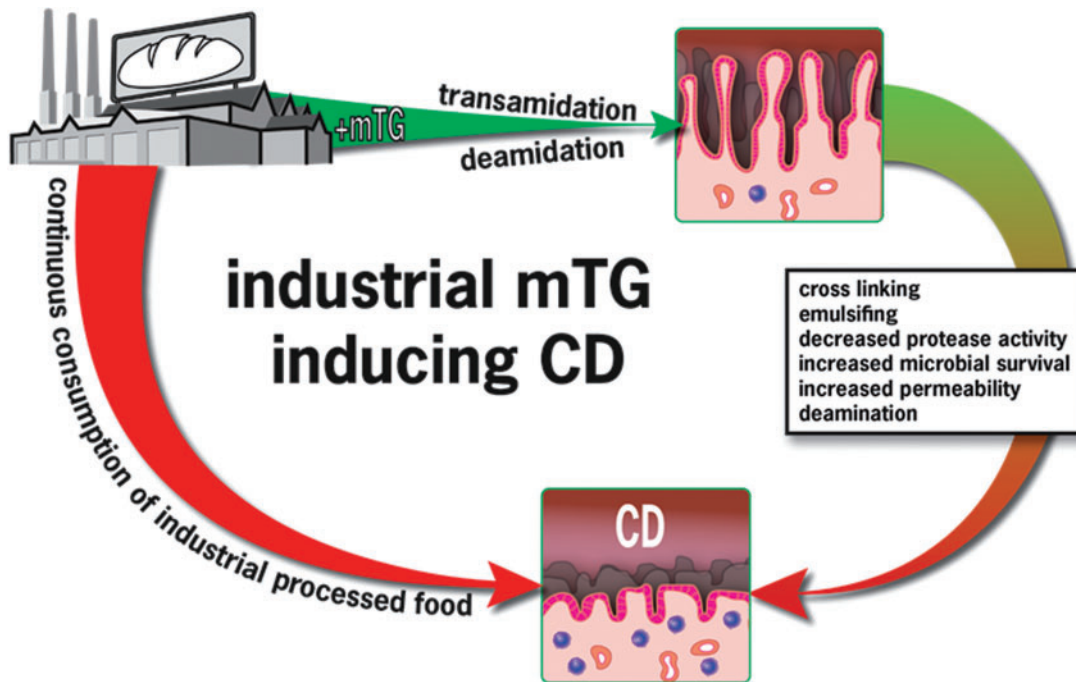 +mTG
transamidation
deamidation
continuous consumption of industrial processed food
industrial mTG
inducing CD
cross linking
emulsifing
decreased protease activity
increased microbial survival
increased permeability
deamination
CD